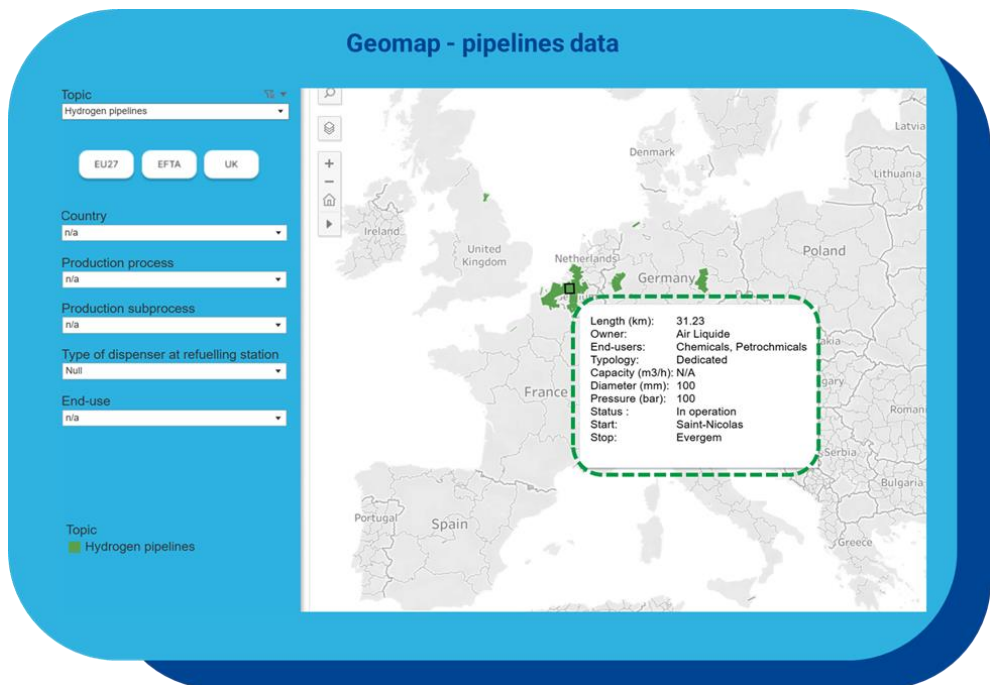 Geomap - pipelines data
Topic
Hydrogen pipelines
EU27 EFTA UK
Country
n/a
Production process
n/a
Production subprocess
n/a
Type of dispenser at refuelling station
Null
End-use
n/a
Topic
Hydrogen pipelines
Latvia
Denmark
Lithuania
Ireland
United
Kingdom
Netherlands
Poland
Germany
France
Romani
Serbia
Bulgaria
Portugal
Spain
Greece
Length (km): 31.23
Owner: Air Liquide
End-users: Chemicals, Petrochmicals
Typology: Dedicated
Capacity (m3/h): N/A
Diameter (mm): 100
Pressure (bar): 100
Status : In operation
Start: Saint-Nicolas
Stop: Evergem